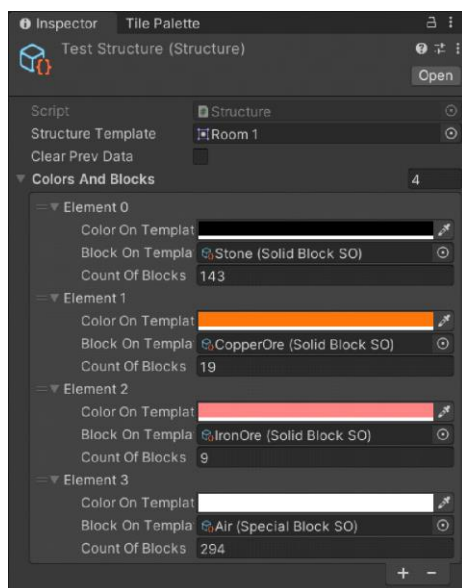 Inspector Tile Palette
Test Structure (Structure)
Open
Script Structure
Structure Template Room 1
Clear Prev Data
Colors And Blocks 4
Element 0
Color On Templat
Block On Templa Stone (Solid Block SO)
Count Of Blocks 143
Element 1
Color On Templat
Block On Templa CopperOre (Solid Block SO)
Count Of Blocks 19
Element 2
Color On Templat
Block On Templa IronOre (Solid Block SO)
Count Of Blocks 9
Element 3
Color On Templat
Block On Templa Air (Special Block SO)
Count Of Blocks 294
+ −